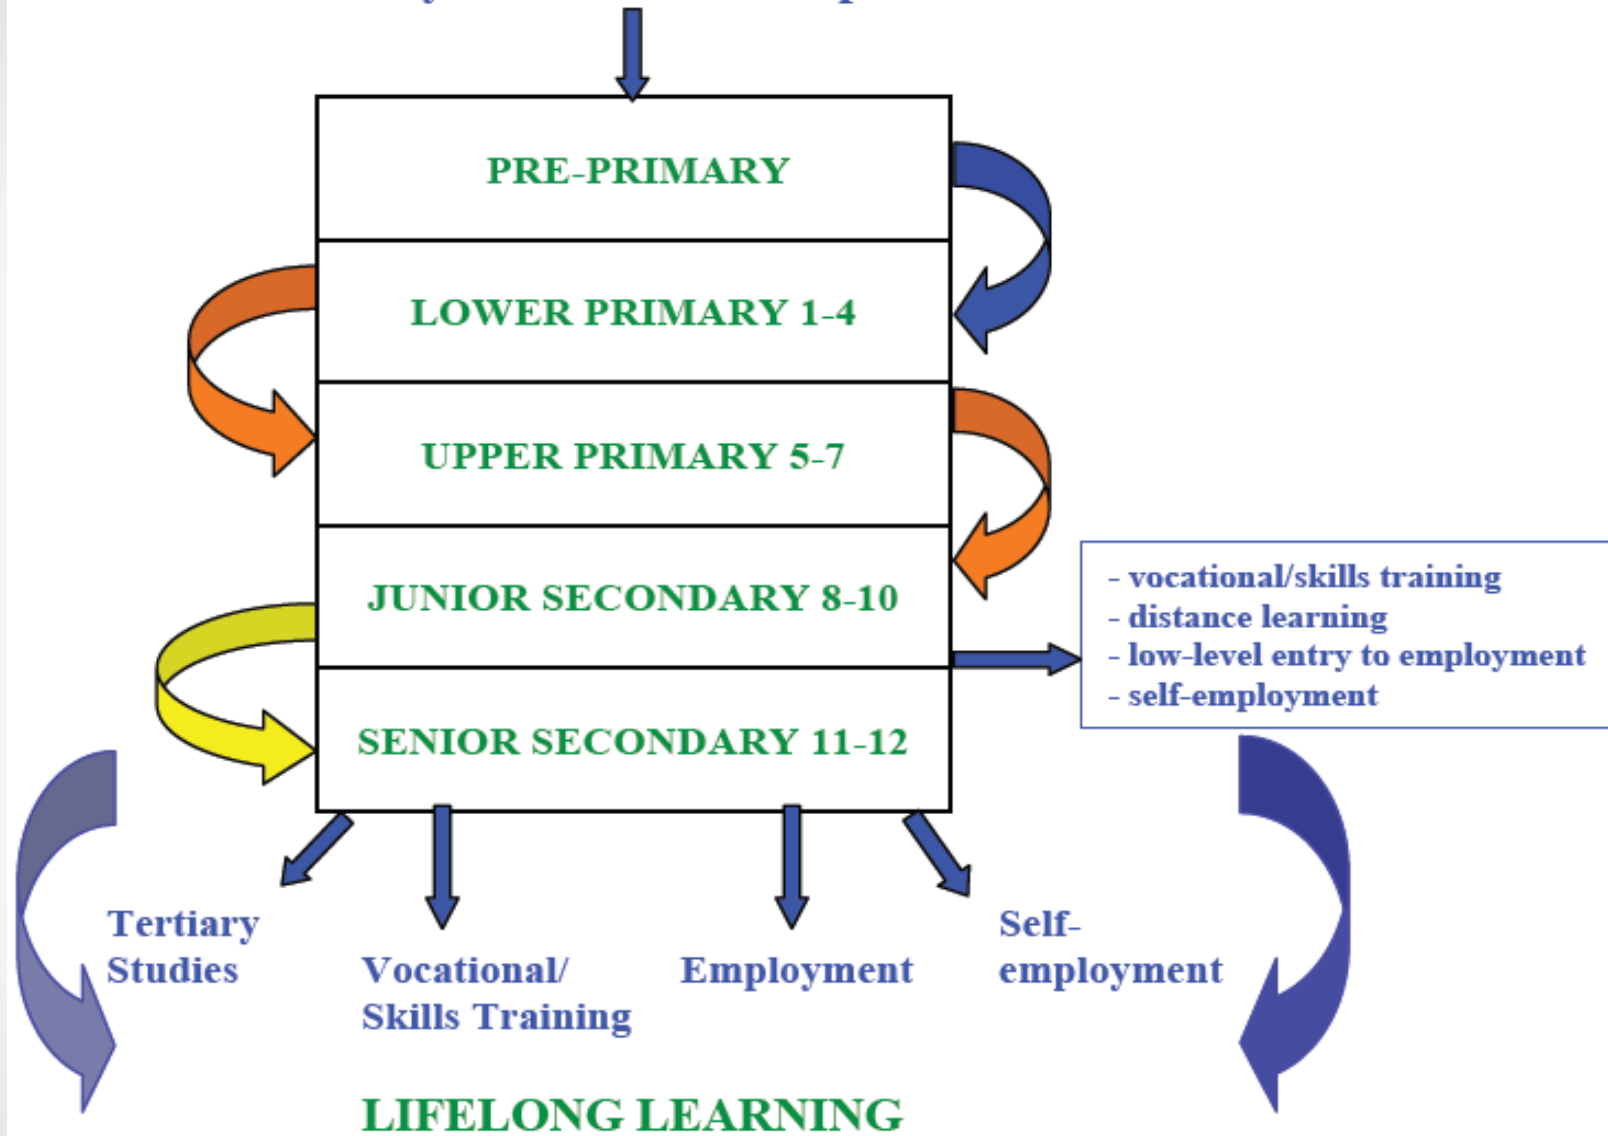 PRE-PRIMARY
LOWER PRIMARY 1-4
UPPER PRIMARY 5-7
JUNIOR SECONDARY 8-10
- vocational/skills training
- distance learning
- low-level entry to employment
- self-employment
SENIOR SECONDARY 11-12
Tertiary
Studies
Vocational/
Skills Training
Employment
Self-
employment
LIFELONG LEARNING